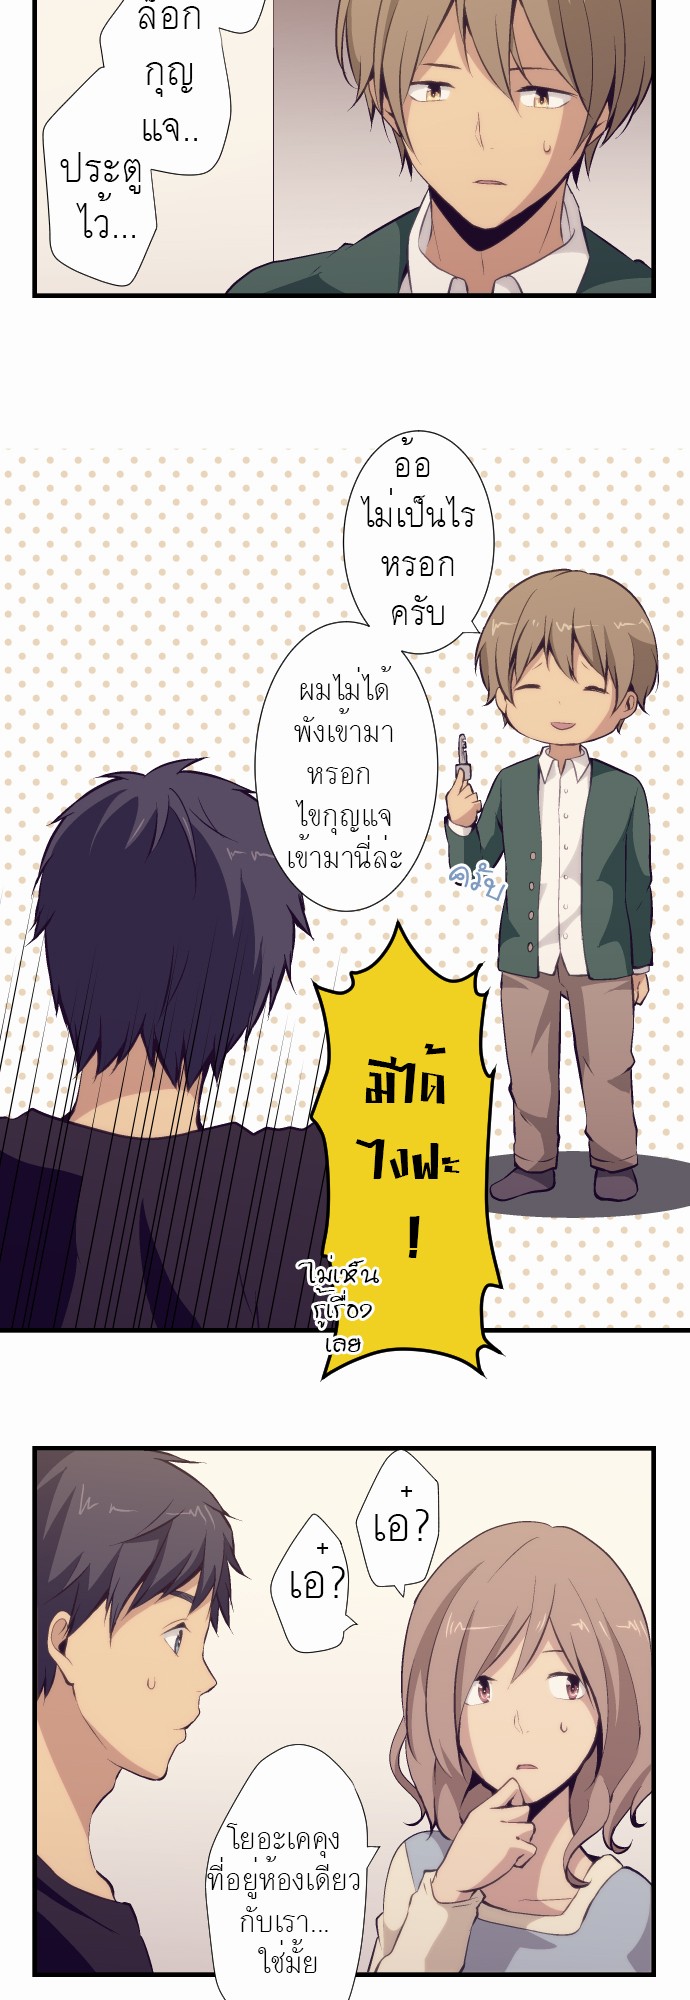 ล็อก
กุญ
แจ..
ประตู
ไว้...
อ้อ
ไม่เป็นไร
หรอก
ครับ
ผมไม่ได้
พังเข้ามา
หรอก
ไขกุญแจ
เข้ามานี่ล่ะ
ครับ
มีได้
ไงฟะ
!
ไม่เห็น
รู้เรื่อง
เลย
+
เอ?
+
เอ?
โยอะเคคุง
ที่อยู่ห้องเดียว
กับเรา...
ใช่มั้ย